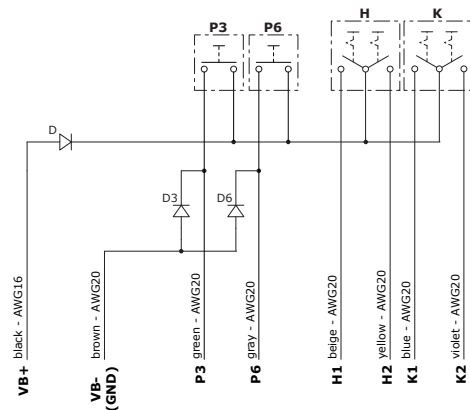 P3
P6
H
K
D
D3
D6
black - AWG16
brown - AWG20
green - AWG20
gray - AWG20
beige - AWG20
yellow - AWG20
blue - AWG20
violet - AWG20
VB+
VB-
(GND)
P3
P6
H1
H2
K1
K2